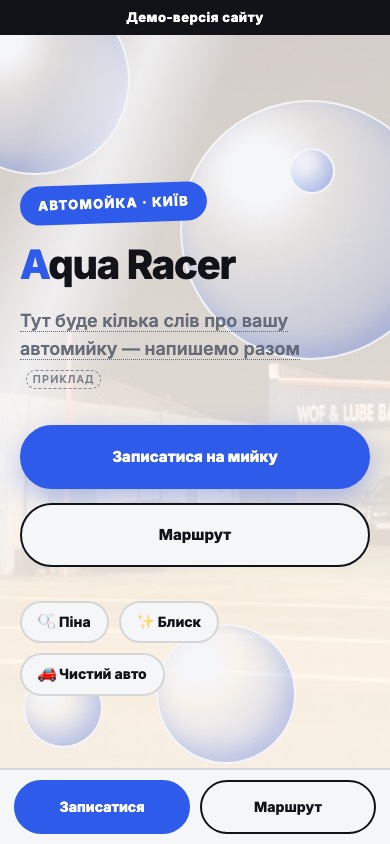 Демо-версія сайту
АВТОМОЙКА · КИЇВ
Aqua Racer
Тут буде кілька слів про вашу
автомийку — напишемо разом
ПРИКЛАД
WOF & LUBE BA
Записатися на мийку
Маршрут
🫧 Піна
✨ Блиск
🚗 Чистий авто
Записатися
Маршрут